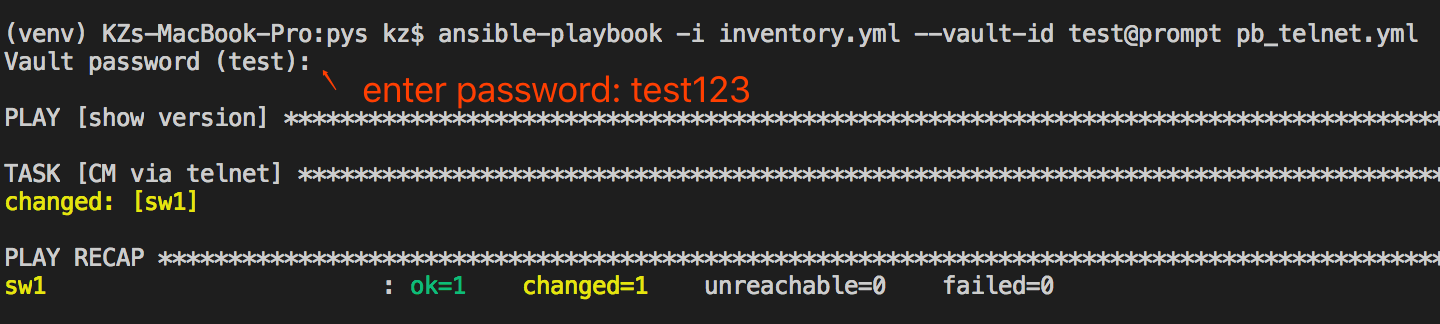 (venv) KZs-MacBook-Pro:pys kz$ ansible-playbook -i inventory.yml --vault-id test@prompt pb_telnet.yml
Vault password (test):
enter password: test123
PLAY [show version] *********************************************************************************
TASK [CM via telnet] ********************************************************************************
changed: [sw1]
PLAY RECAP ******************************************************************************************
sw1 : ok=1 changed=1 unreachable=0 failed=0